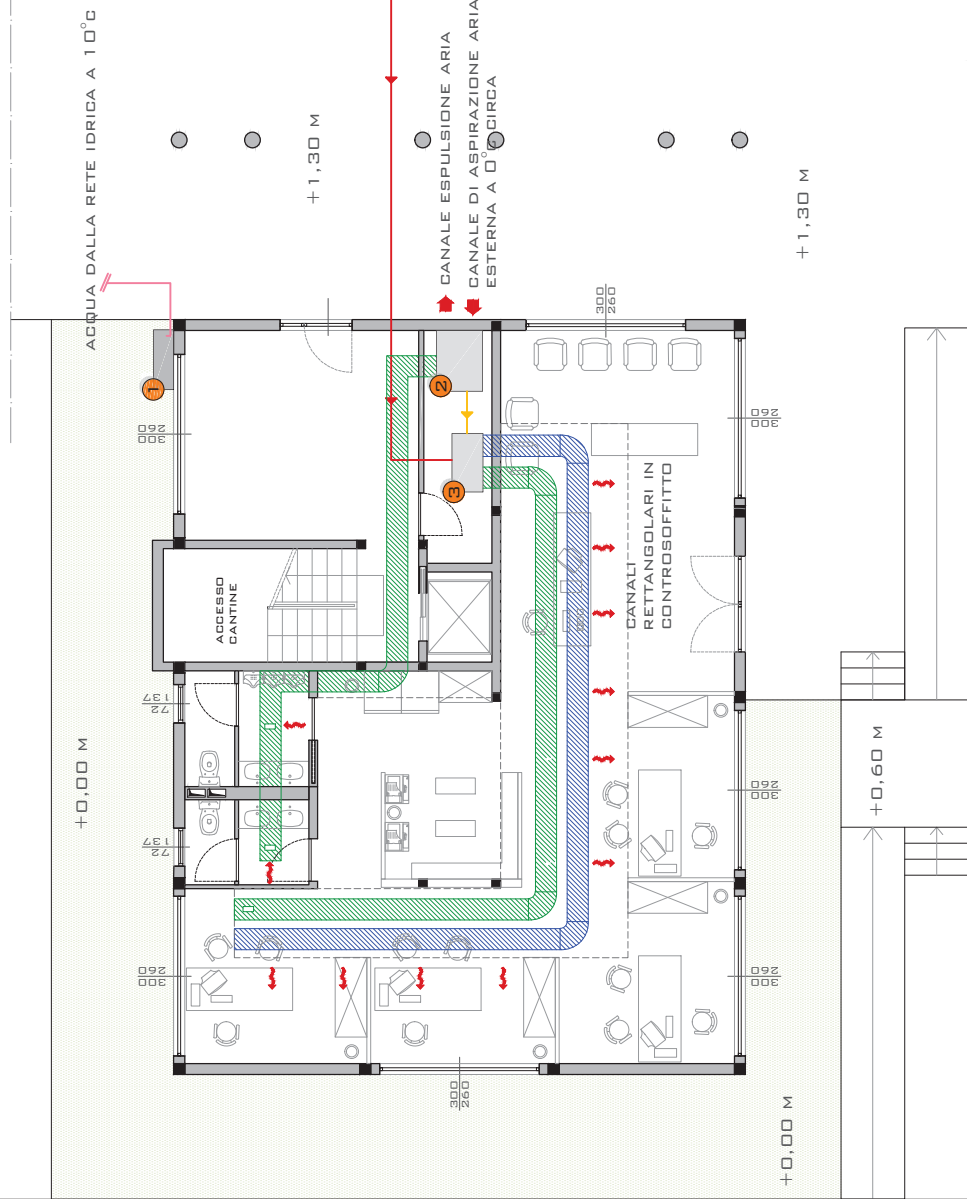 ACQUA DALLA RETE IDRICA A 10°C
+1,30 M
CANALE ESPULSIONE ARIA
CANALE DI ASPIRAZIONE ARIA
ESTERNA A 0°C CIRCA
+1,30 M
1
2
3
300
260
260
300
260
300
ACCESSO
CANTINE
CANALI
RETTANGOLARI IN
CONTROSOFFITTO
137
72
137
72
+0,00 M
+0,60 M
260
300
260
300
260
300
300
260
+0,00 M